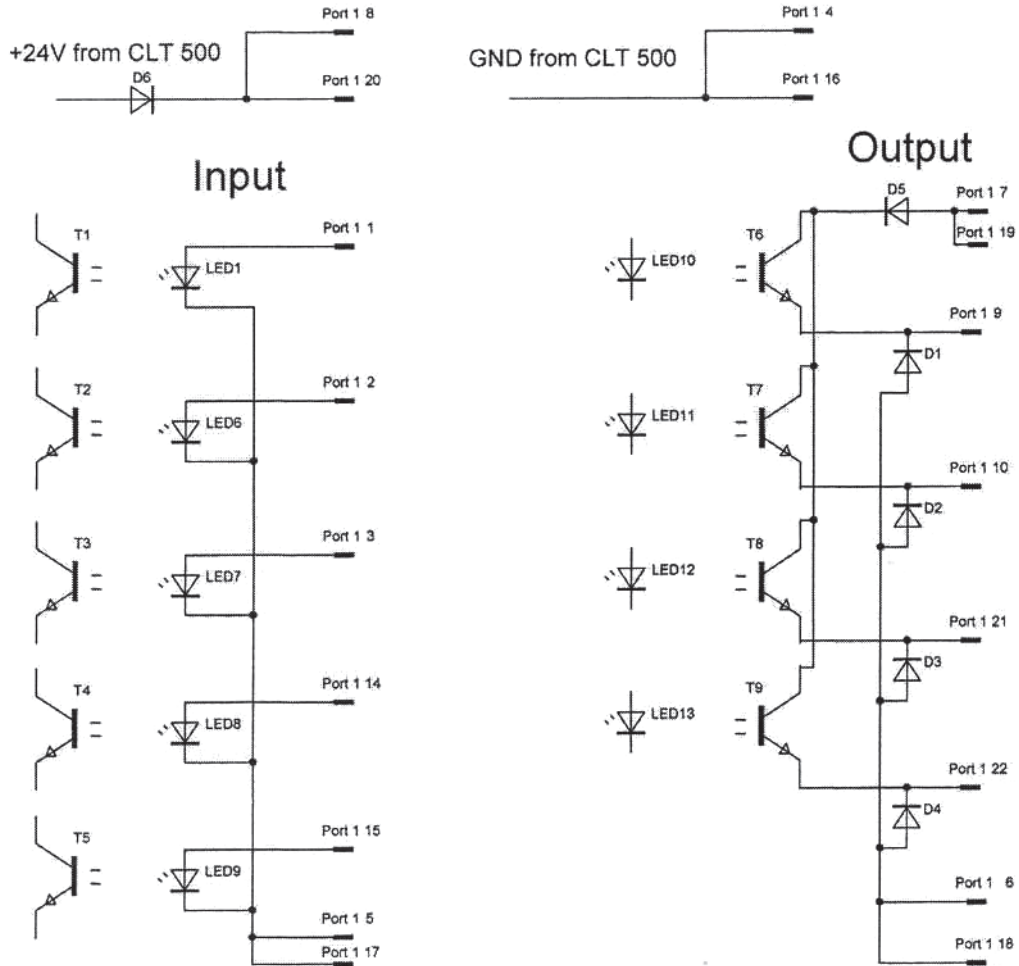 Port 1 8
+24V from CLT 500
D6
Port 1 20
Port 1 4
GND from CLT 500
Port 1 16
Input
T1
Port 1 1
LED1
T2
Port 1 2
LED6
T3
Port 1 3
LED7
T4
Port 1 14
LED8
T5
Port 1 15
LED9
Port 1 5
Port 1 17
Output
D5
Port 1 7
Port 1 19
LED10
T6
Port 1 9
D1
LED11
T7
Port 1 10
D2
LED12
T8
Port 1 21
D3
LED13
T9
Port 1 22
D4
Port 1 6
Port 1 18